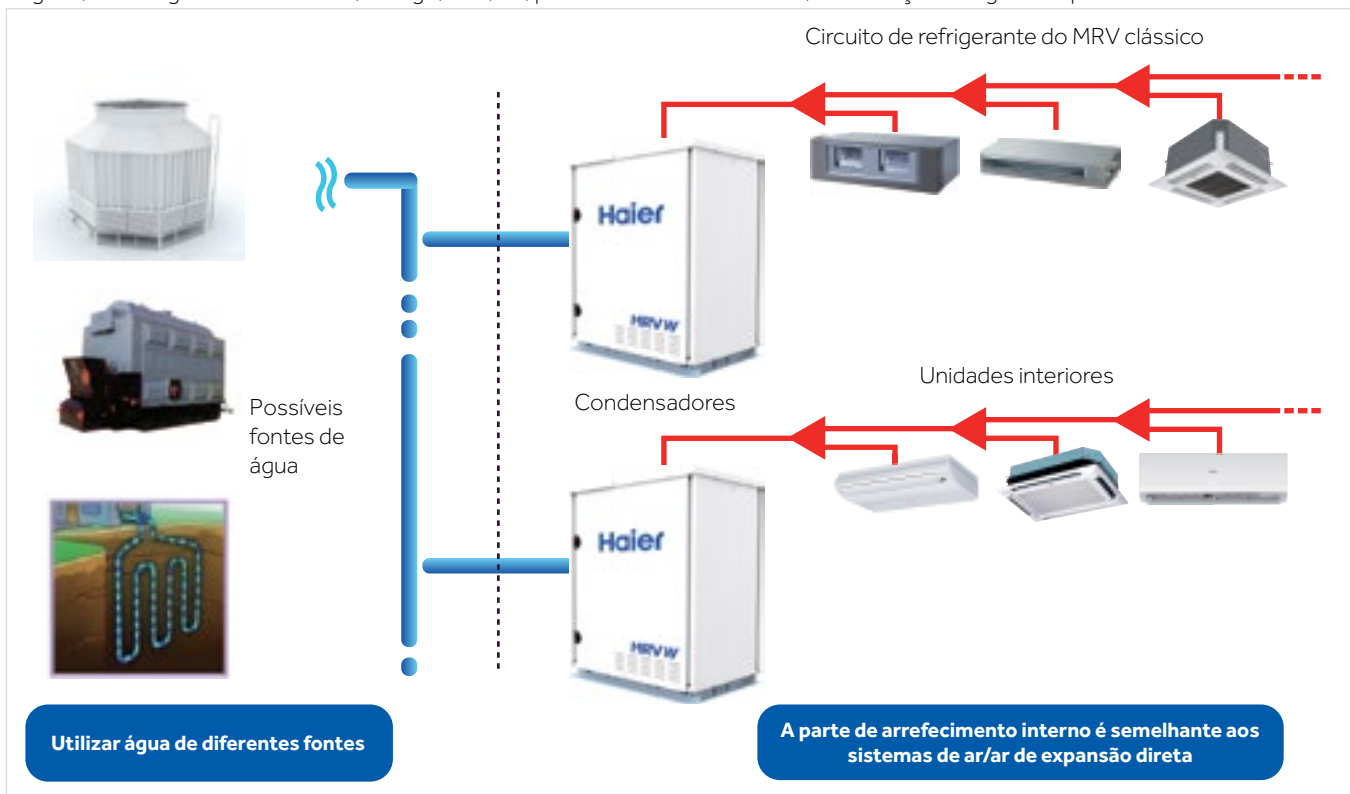 Circuito de refrigerante do MRV clássico
Haier
MRV W
Possíveis
fontes de
água
Condensadores
Unidades interiores
Haier
MRV W
Utilizar água de diferentes fontes
A parte de arrefecimento interno é semelhante aos
sistemas de ar/ar de expansão direta